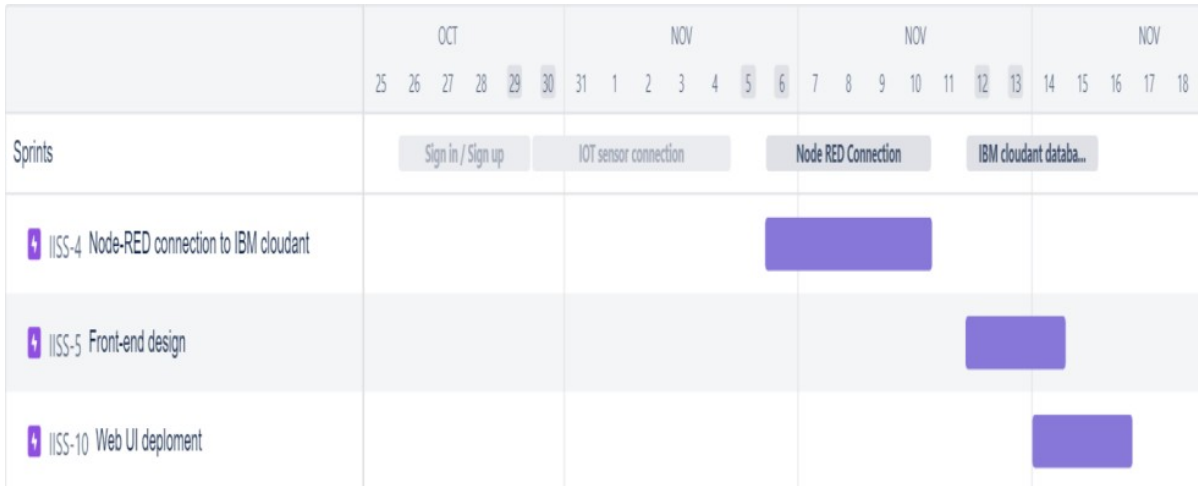 OCT NOV NOV NOV
25 26 27 28 29 30 31 1 2 3 4 5 6 7 8 9 10 11 12 13 14 15 16 17 18
Sprints Sign in / Sign up IOT sensor connection Node RED Connection IBM cloudant databa...
IISS-4 Node-RED connection to IBM cloudant
IISS-5 Front-end design
IISS-10 Web UI deploment